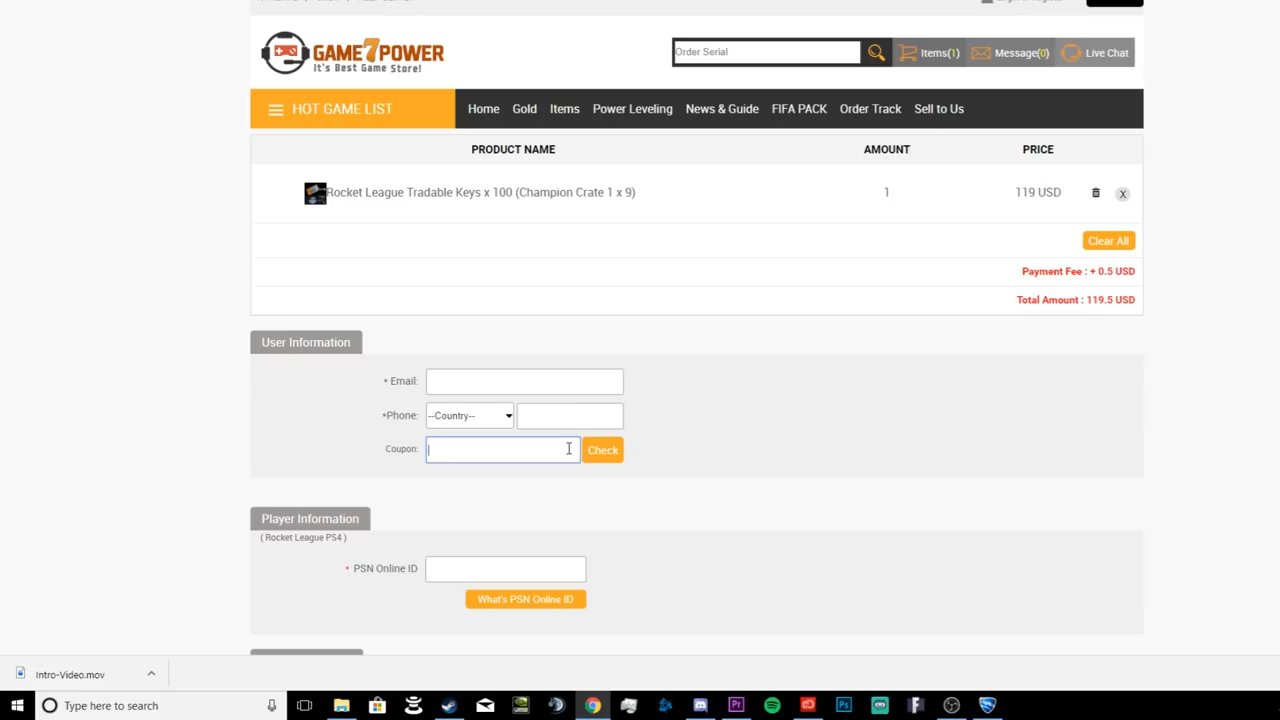 GAME7POWER
It's Best Game Store!
Order Serial
Items(1)
Message(0)
Live Chat
HOT GAME LIST
Home
Gold
Items
Power Leveling
News & Guide
FIFA PACK
Order Track
Sell to Us
PRODUCT NAME
AMOUNT
PRICE
Rocket League Tradable Keys x 100 (Champion Crate 1 x 9)
1
119 USD
X
Clear All
Payment Fee : + 0.5 USD
Total Amount : 119.5 USD
User Information
* Email:
*Phone:
--Country--
Coupon:
Check
Player Information
( Rocket League PS4 )
* PSN Online ID
What's PSN Online ID
Intro-Video.mov
Type here to search